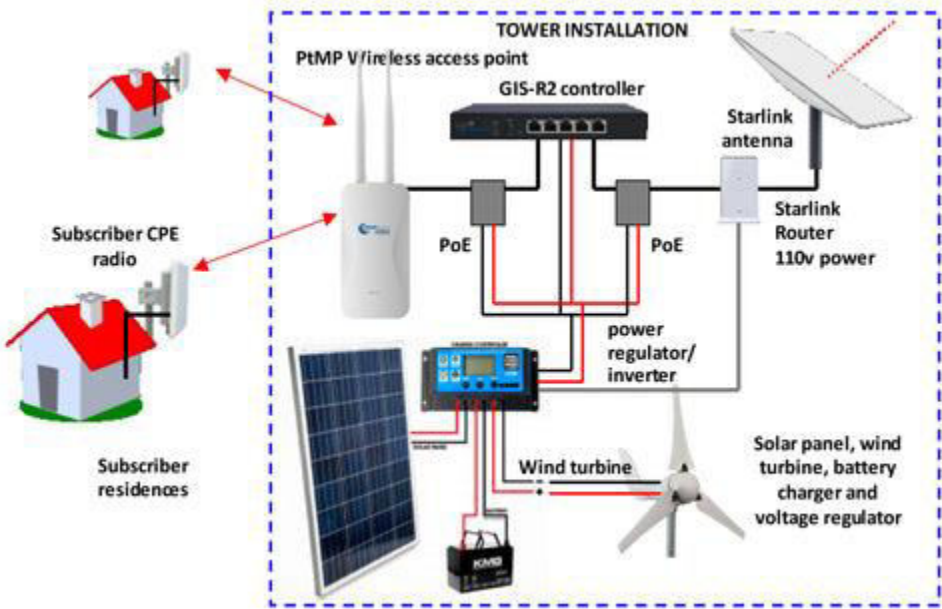 TOWER INSTALLATION
PtMP Wireless access point
GIS-R2 controller
Starlink
antenna
Subscriber CPE
radio
PoE
PoE
Starlink
Router
110v power
power
regulator/
inverter
Subscriber
residences
Wind turbine
Solar panel, wind
turbine, battery
charger and
voltage regulator
KMG